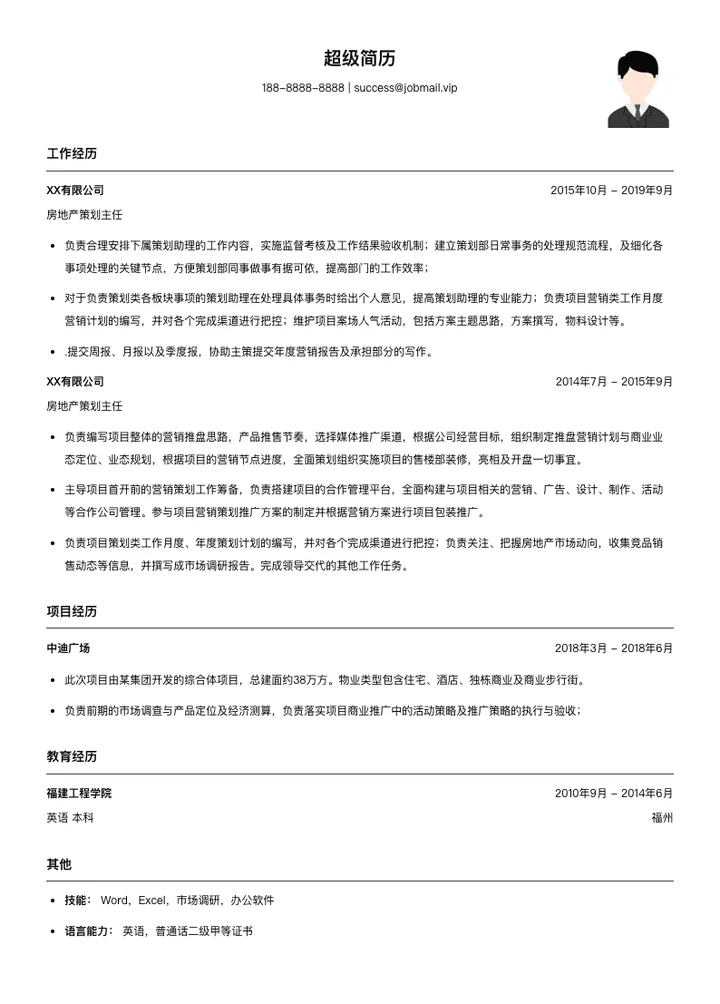 超级简历
188-8888-8888 | success@jobmail.vip
工作经历
XX有限公司 2015年10月 – 2019年9月
房地产策划主任
• 负责合理安排下属策划助理的工作内容，实施监督考核及工作结果验收机制；建立策划部日常事务的处理规范流程，及细化各
事项处理的关键节点，方便策划部同事做事有据可依，提高部门的工作效率；
• 对于负责策划类各板块事项的策划助理在处理具体事务时给出个人意见，提高策划助理的专业能力；负责项目营销类工作月度
营销计划的编写，并对各个完成渠道进行把控；维护项目案场人气活动，包括方案主题思路，方案撰写，物料设计等。
• .提交周报、月报以及季度报，协助主策提交年度营销报告及承担部分的写作。
XX有限公司 2014年7月 – 2015年9月
房地产策划主任
• 负责编写项目整体的营销推盘思路，产品推售节奏，选择媒体推广渠道，根据公司经营目标，组织制定推盘营销计划与商业业
态定位、业态规划，根据项目的营销节点进度，全面策划组织实施项目的售楼部装修，亮相及开盘一切事宜。
• 主导项目首开前的营销策划工作筹备，负责搭建项目的合作管理平台，全面构建与项目相关的营销、广告、设计、制作、活动
等合作公司管理。参与项目营销策划推广方案的制定并根据营销方案进行项目包装推广。
• 负责项目策划类工作月度、年度策划计划的编写，并对各个完成渠道进行把控；负责关注、把握房地产市场动向，收集竞品销
售动态等信息，并撰写成市场调研报告。完成领导交代的其他工作任务。
项目经历
中迪广场 2018年3月 – 2018年6月
• 此次项目由某集团开发的综合体项目，总建面约38万方。物业类型包含住宅、酒店、独栋商业及商业步行街。
• 负责前期的市场调查与产品定位及经济测算，负责落实项目商业推广中的活动策略及推广策略的执行与验收；
教育经历
福建工程学院 2010年9月 – 2014年6月
英语 本科 福州
其他
• 技能： Word，Excel，市场调研，办公软件
• 语言能力： 英语，普通话二级甲等证书